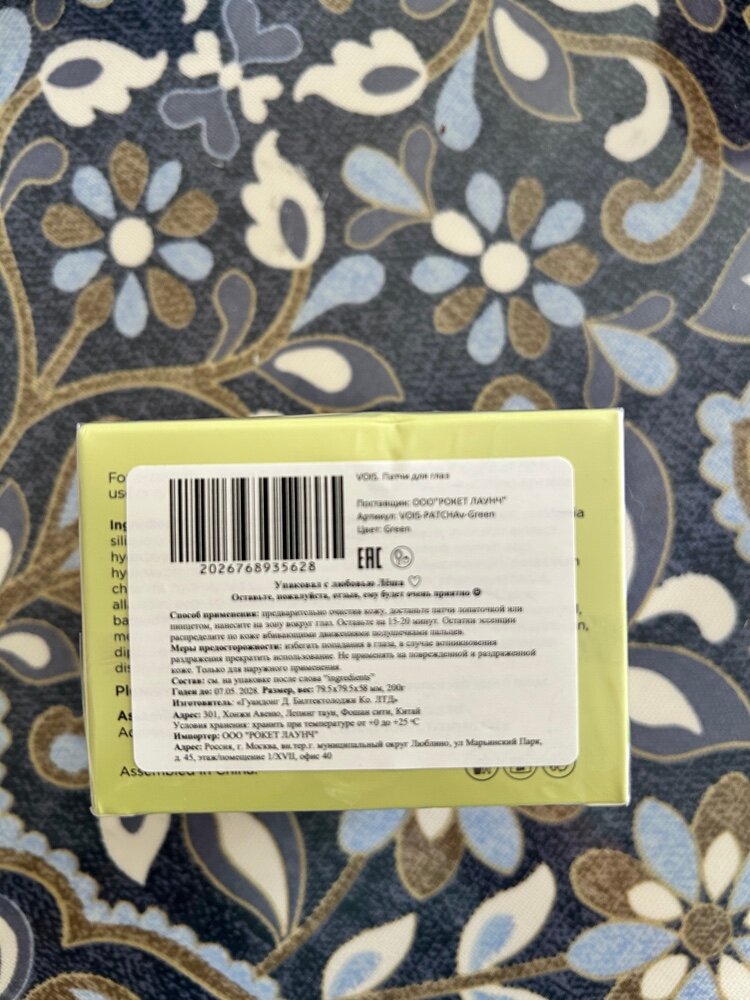 VOIS. Патчи для глаз
Поставщик: ООО"РОКЕТ ЛАУНЧ"
Артикул: VOIS-PATCHAv-Green
Цвет: Green
EAC
2026768935628
Упаковал с любовью Лёша ♡
Оставьте, пожалуйста, отзыв, ему будет очень приятно ☺
Способ применения: предварительно очистив кожу, достаньте патчи лопаточкой или
пинцетом, нанесите на зону вокруг глаз. Оставьте на 15-20 минут. Остатки эссенции
распределите по коже вбивающими движениями подушечками пальцев.
Меры предосторожности: избегать попадания в глаза, в случае возникновения
раздражения прекратить использование. Не применять на поврежденной и раздраженной
коже. Только для наружного применения.
Состав: см. на упаковке после слова "ingredients"
Годен до: 07.05. 2028. Размер, вес: 79.5x79.5x58 мм, 200г
Изготовитель: «Гуандонг Д. Билтектолоджи Ко. ЛТД»
Адрес: 301, Хонжи Авеню, Лепинг таун, Фошан сити, Китай
Условия хранения: хранить при температуре от +0 до +25 °C
Импортер: ООО "РОКЕТ ЛАУНЧ"
Адрес: Россия, г. Москва, вн.тер.г. муниципальный округ Люблино, ул Марьинский Парк,
д. 45, этаж/помещение 1/XVII, офис 40
Assembled in China.